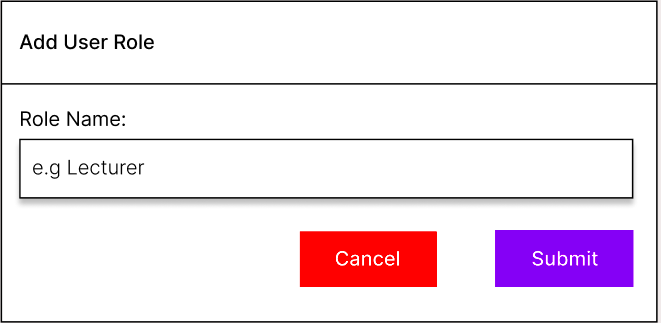 Add User Role
Role Name:
e.g Lecturer
Cancel Submit